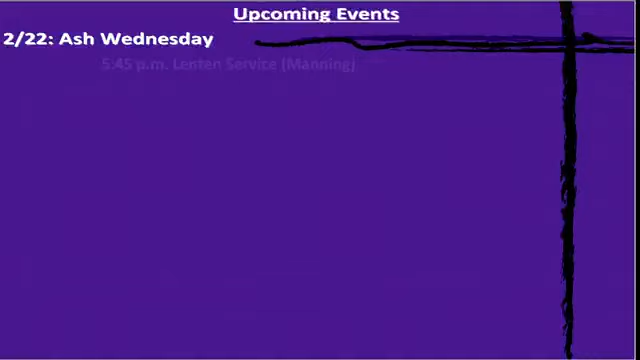 Upcoming Events
2/22: Ash Wednesday
5:45 p.m. Lenten Service (Manning)